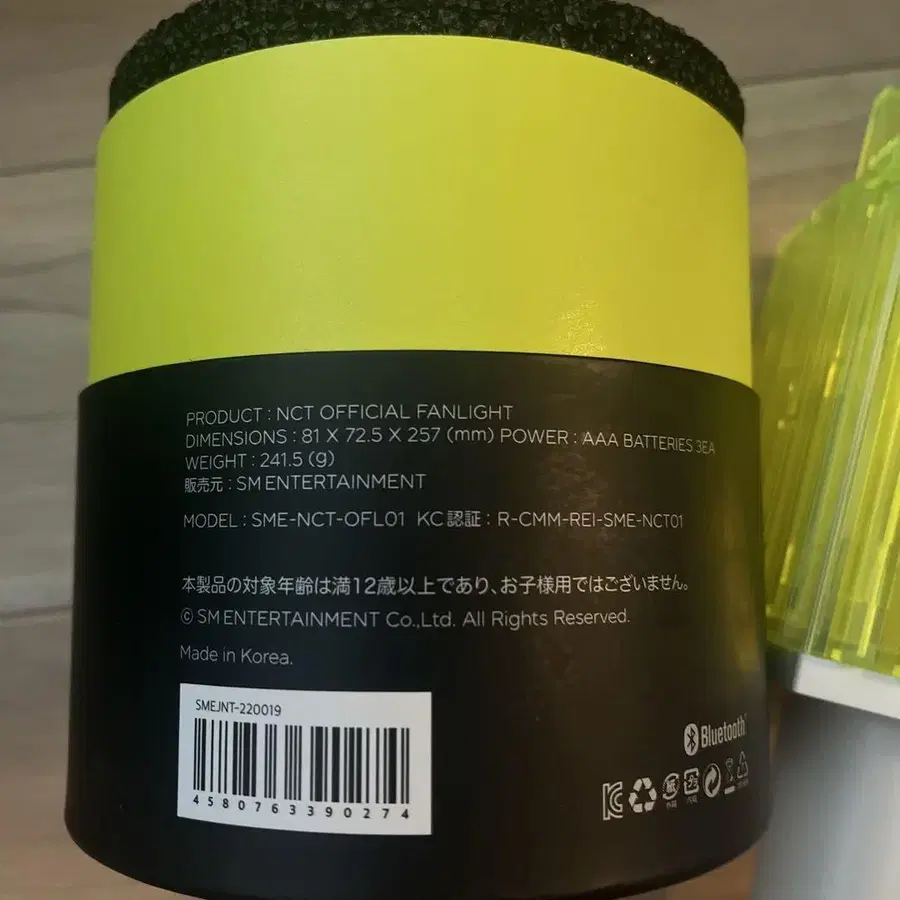 PRODUCT : NCT OFFICIAL FANLIGHT
DIMENSIONS : 81 X 72.5 X 257 (mm) POWER : AAA BATTERIES 3EA
WEIGHT : 241.5 (g)
販売元 : SM ENTERTAINMENT
MODEL : SME-NCT-OFL01 KC認証 : R-CMM-REI-SME-NCT01
本製品の対象年齢は満12歳以上であり、お子様用ではございません。
© SM ENTERTAINMENT Co.,Ltd. All Rights Reserved.
Made in Korea.
SMEJNT-220019
4580763390274
Bluetooth